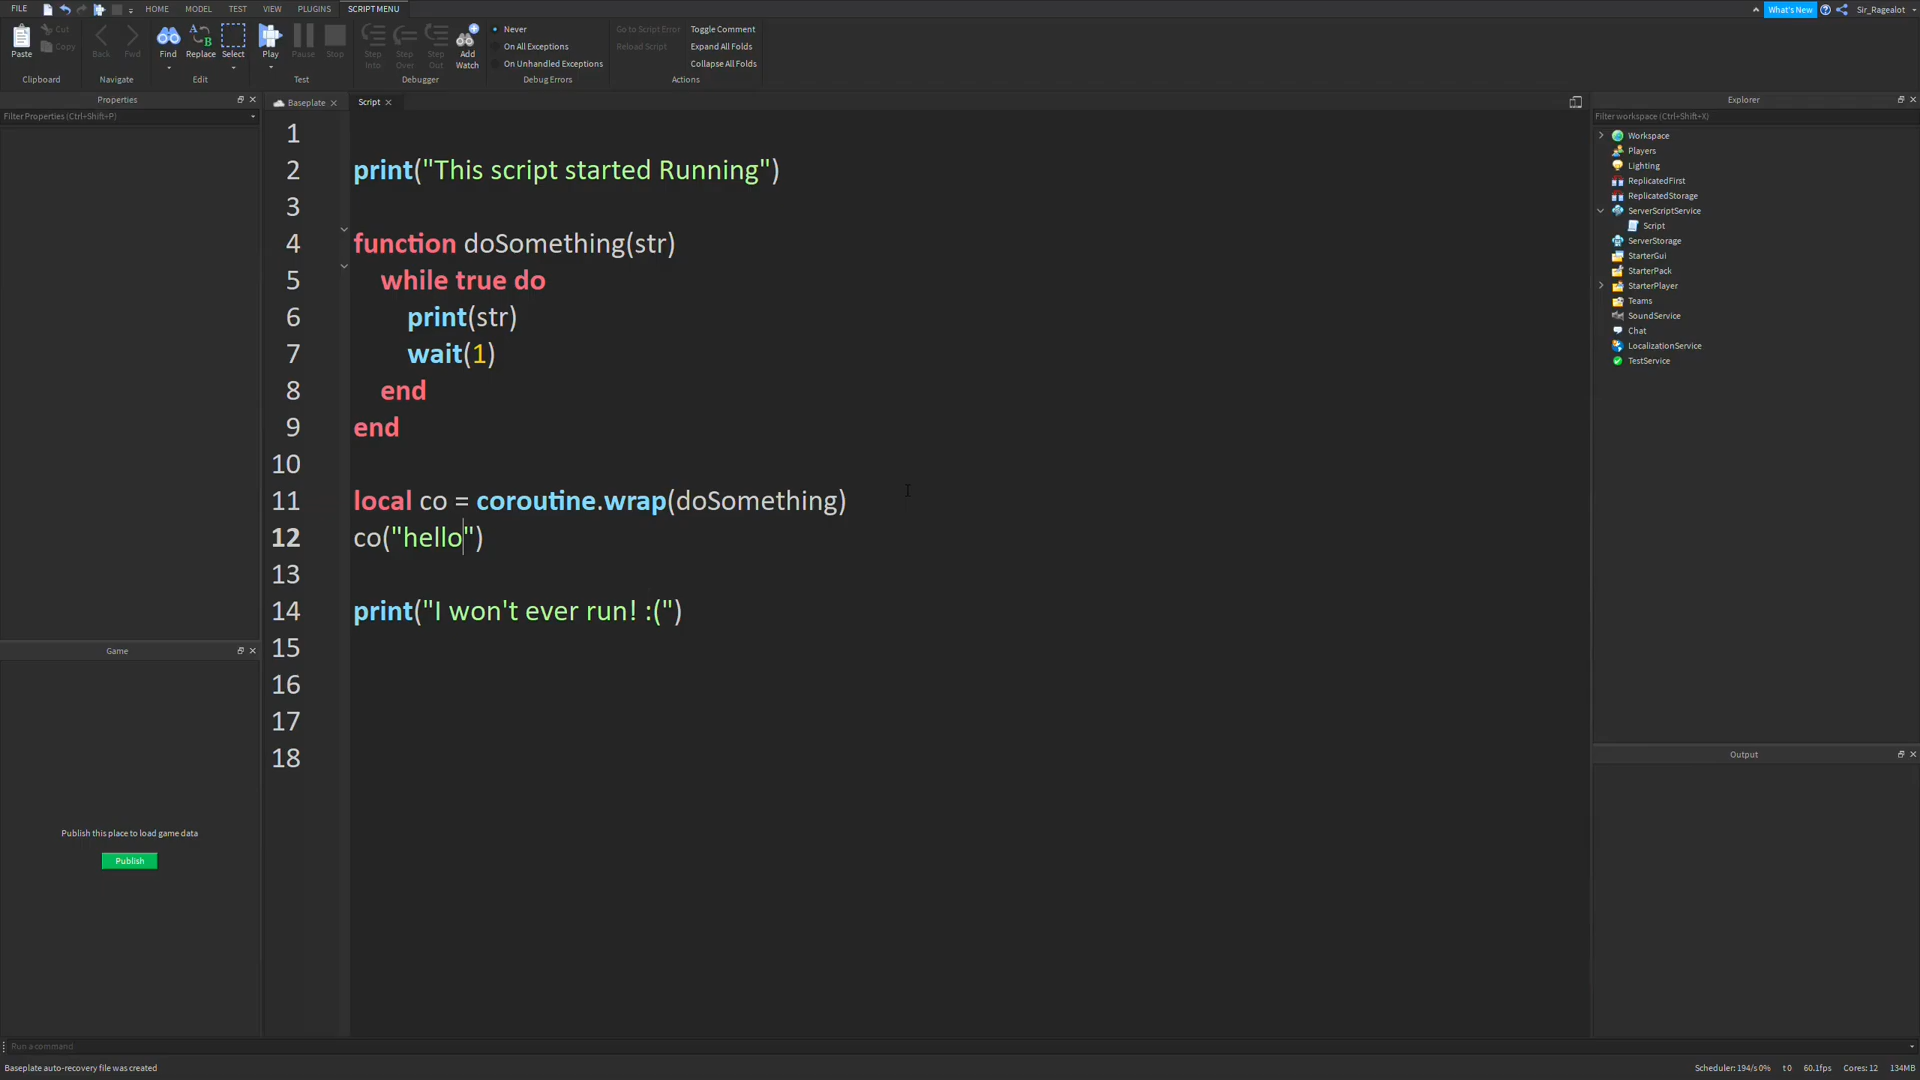 FILE HOME MODEL TEST VIEW PLUGINS SCRIPT MENU What's New Sir_Ragealot
Paste Cut Copy
Clipboard
Back Fwd
Navigate
Find Replace Select
Edit
Play Pause Stop
Test
Step Into Step Over Step Out Add Watch
Debugger
Never
On All Exceptions
On Unhandled Exceptions
Debug Errors
Go to Script Error Toggle Comment
Reload Script Expand All Folds
Collapse All Folds
Actions
Properties
Filter Properties (Ctrl+Shift+P)
Game
Publish this place to load game data
Publish
Baseplate Script
1
2 print("This script started Running")
3
4 function doSomething(str)
5 while true do
6 print(str)
7 wait(1)
8 end
9 end
10
11 local co = coroutine.wrap(doSomething)
12 co("hello")
13
14 print("I won't ever run! :(")
15
16
17
18
Explorer
Filter workspace (Ctrl+Shift+X)
Workspace
Players
Lighting
ReplicatedFirst
ReplicatedStorage
ServerScriptService
Script
ServerStorage
StarterGui
StarterPack
StarterPlayer
Teams
SoundService
Chat
LocalizationService
TestService
Output
Run a command
Baseplate auto-recovery file was created Scheduler: 194/s 0% t 0 60.1fps Cores: 12 134MB